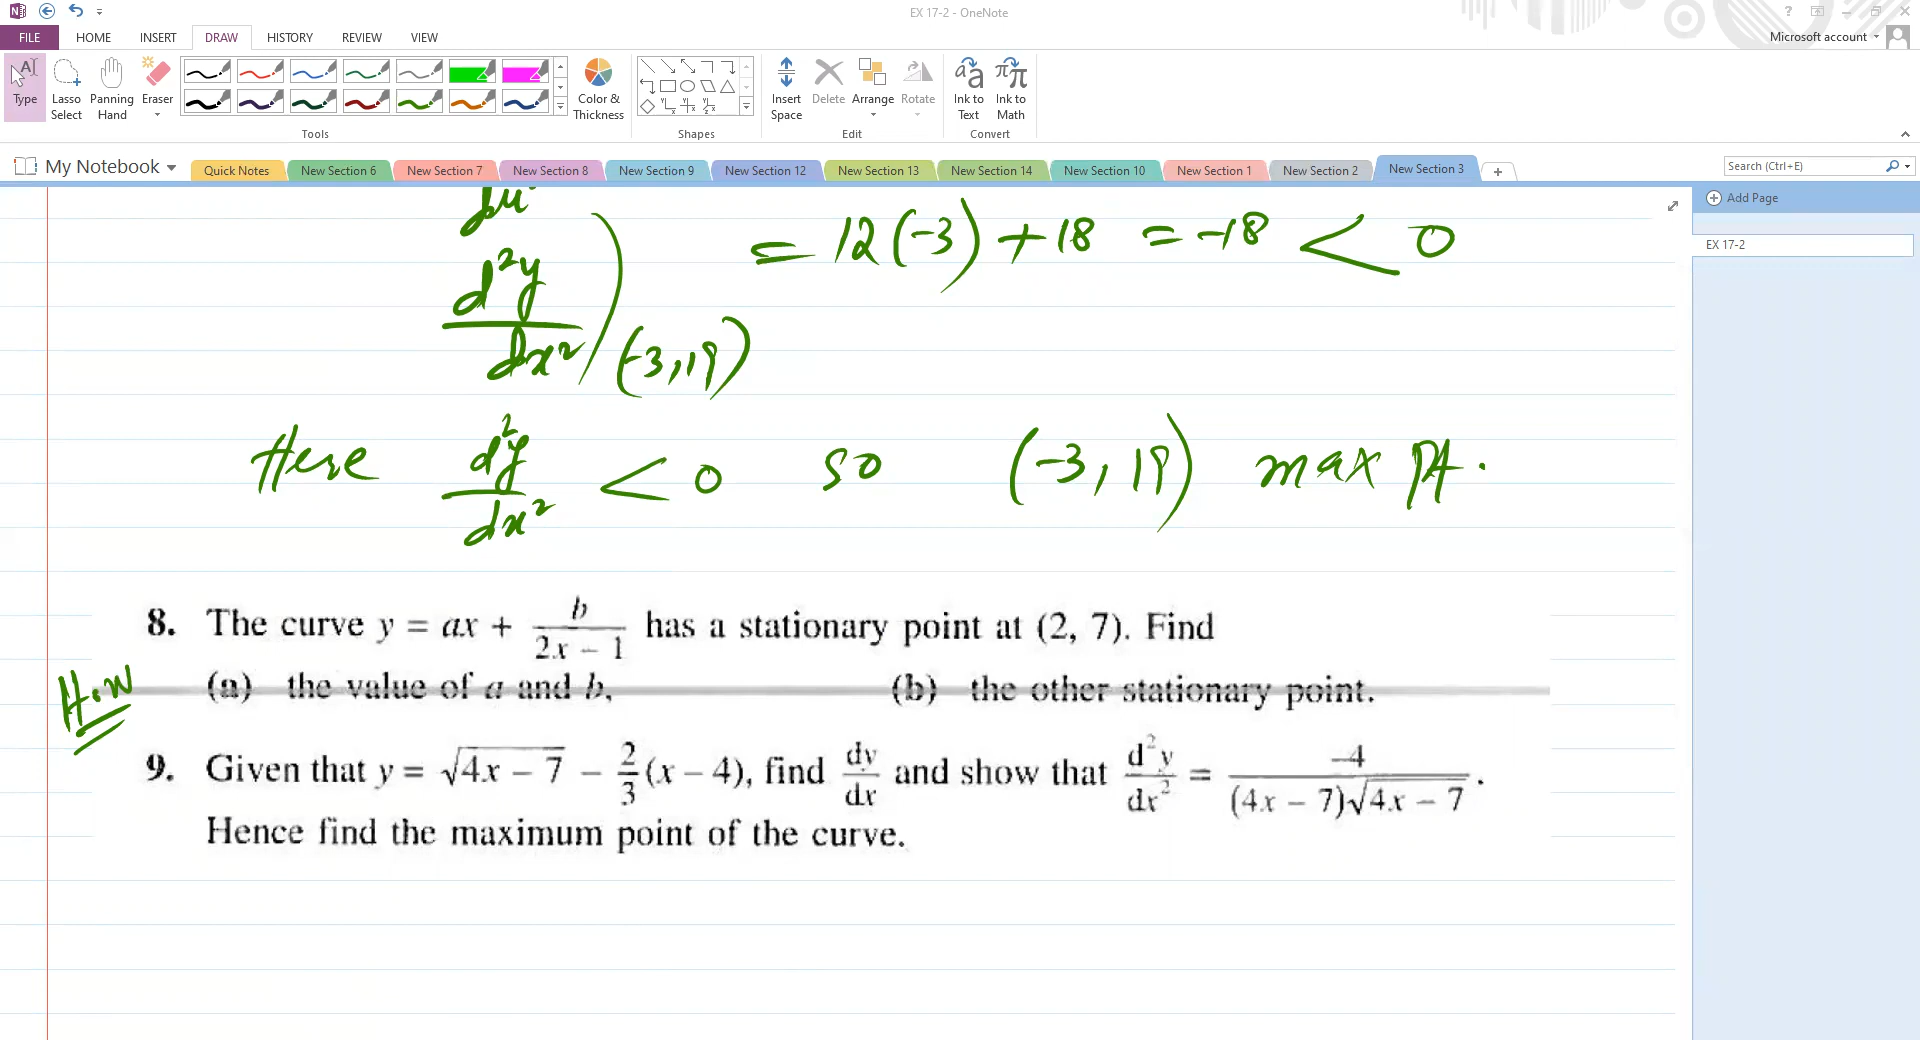 EX 17-2 - OneNote
FILE HOME INSERT DRAW HISTORY REVIEW VIEW
Microsoft account
Type
Lasso Select
Panning Hand
Eraser
Color & Thickness
Insert Space
Delete
Arrange
Rotate
Ink to Text
Ink to Math
Tools
Shapes
Edit
Convert
My Notebook
Quick Notes New Section 6 New Section 7 New Section 8 New Section 9 New Section 12 New Section 13 New Section 14 New Section 10 New Section 1 New Section 2 New Section 3
Search (Ctrl+E)
Add Page
EX 17-2
d²y/dx²)(-3,19) = 12(-3)+18 = -18 < 0
Here d²y/dx² < 0 so (-3,19) max pt.
8. The curve y = ax + b/(2x − 1) has a stationary point at (2, 7). Find
H.W
(a) the value of a and b, (b) the other stationary point.
9. Given that y = √(4x − 7) − 2/3 (x − 4), find dy/dx and show that d²y/dx² = −4/((4x − 7)√(4x − 7)).
Hence find the maximum point of the curve.